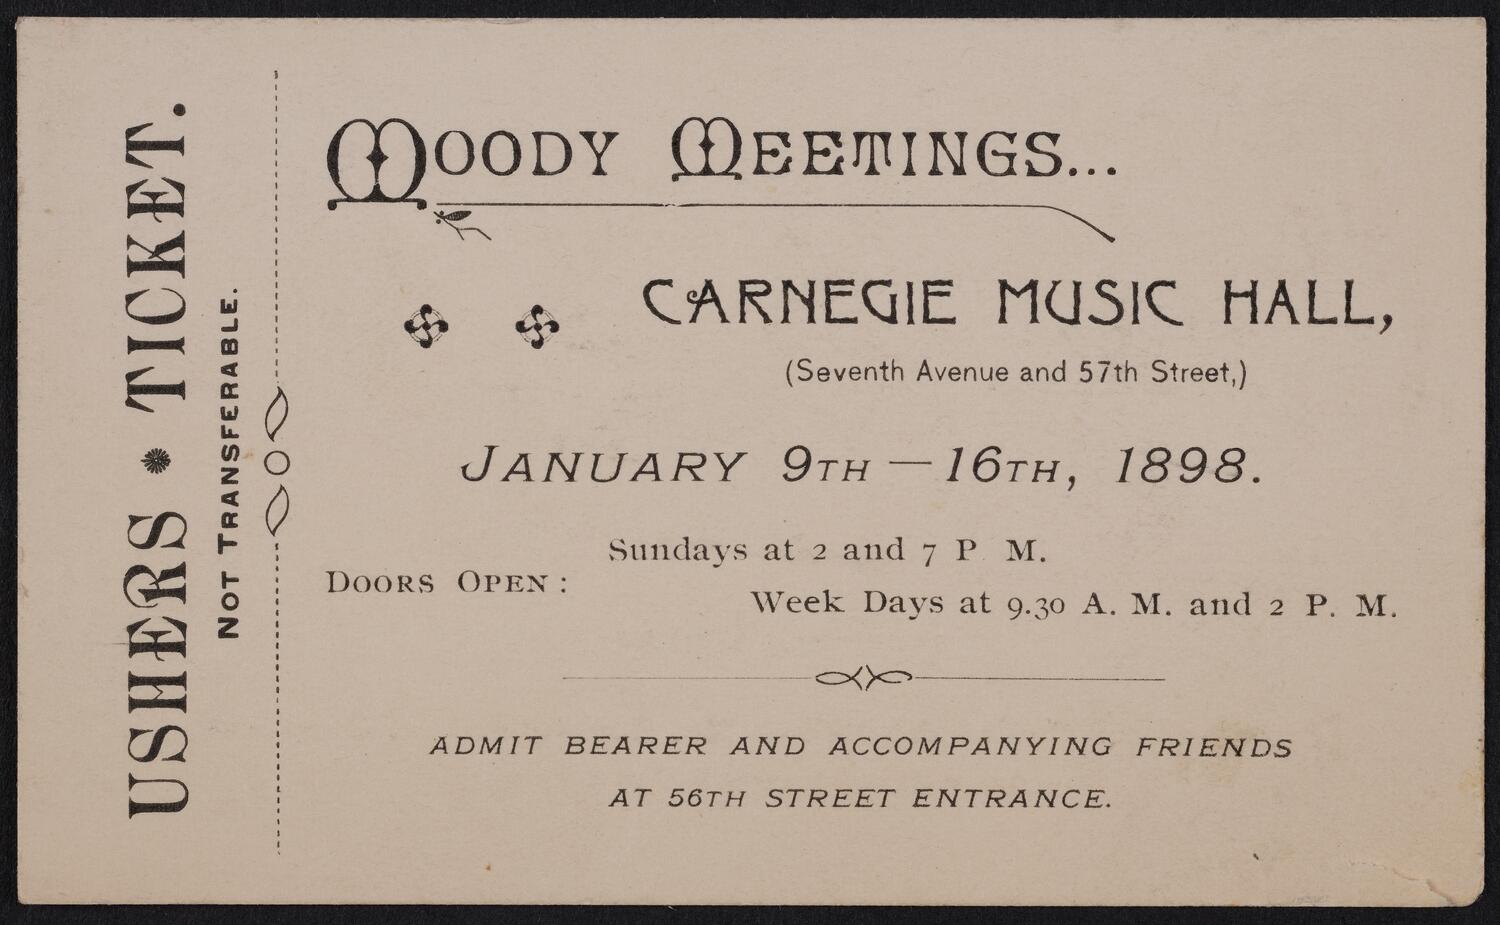 USHERS TICKET.
NOT TRANSFERABLE.
MOODY MEETINGS...
CARNEGIE MUSIC HALL,
(Seventh Avenue and 57th Street,)
JANUARY 9TH — 16TH, 1898.
Sundays at 2 and 7 P M.
DOORS OPEN:
Week Days at 9.30 A. M. and 2 P. M.
ADMIT BEARER AND ACCOMPANYING FRIENDS
AT 56TH STREET ENTRANCE.